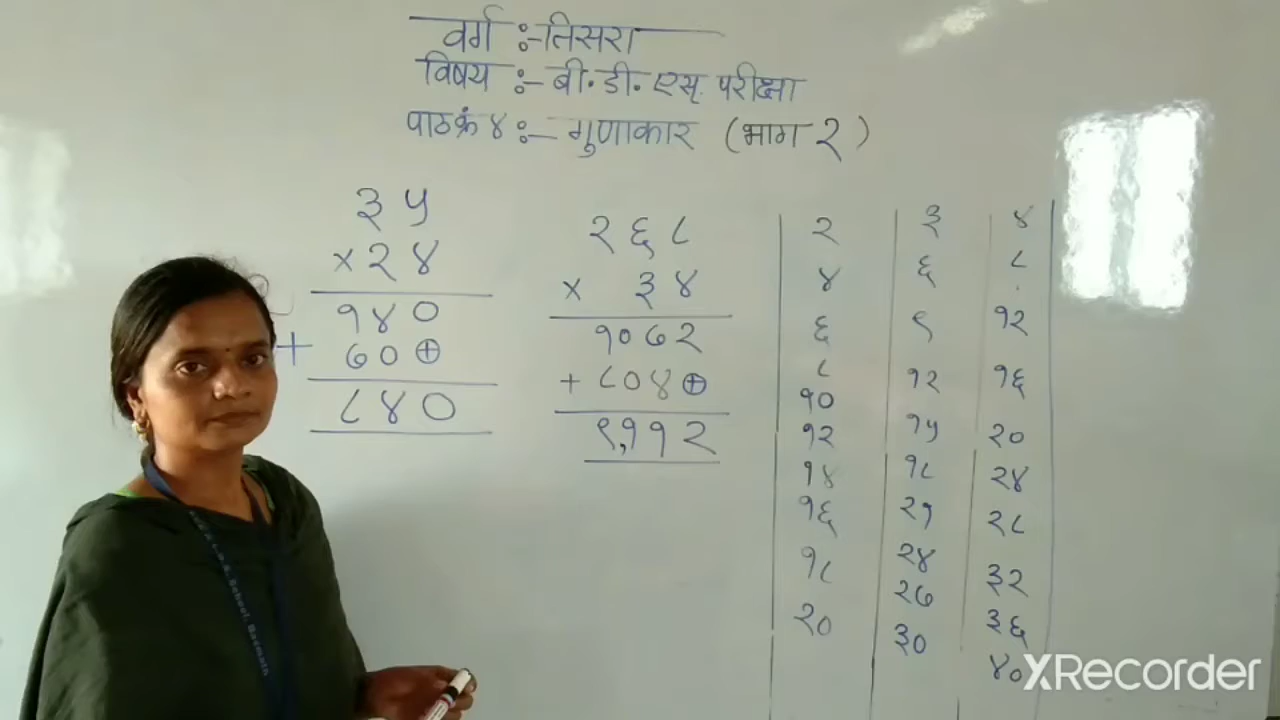 वर्ग :- तिसरा
विषय :- बी.डी.एस. परीक्षा
पाठ क्रं ४ :- गुणाकार (भाग २)
३५
× २४
१४०
+ ७०⊕
८४०
२६८
× ३४
१०७२
+ ८०४⊕
९,११२
२ ३ ४
४ ६ ८
६ ९ १२
८ १२ १६
१० १५ २०
१२ १८ २४
१४ २१ २८
१६ २४ ३२
१८ २७ ३६
२० ३० ४०
XRecorder